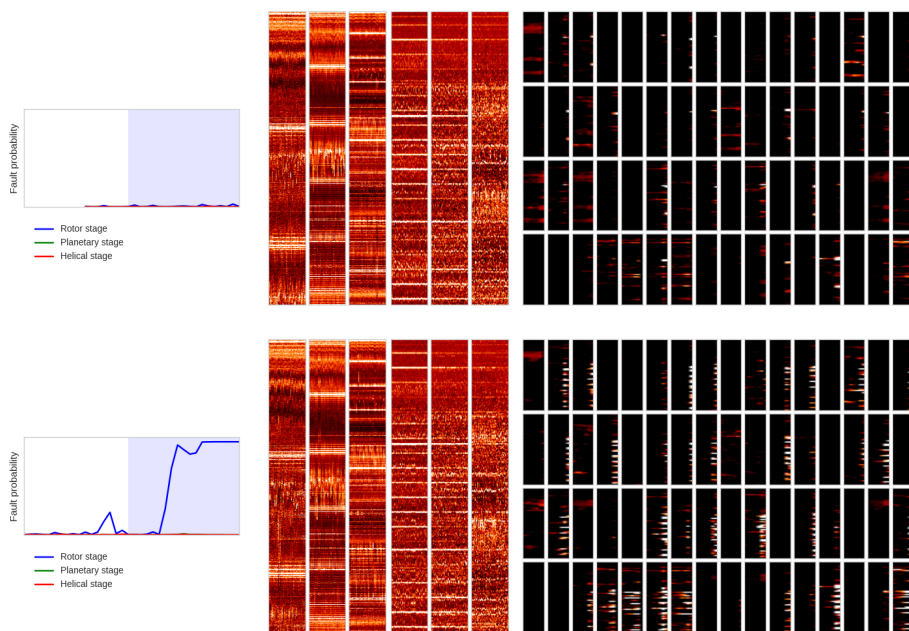 Fault probability
Rotor stage
Planetary stage
Helical stage
Fault probability
Rotor stage
Planetary stage
Helical stage